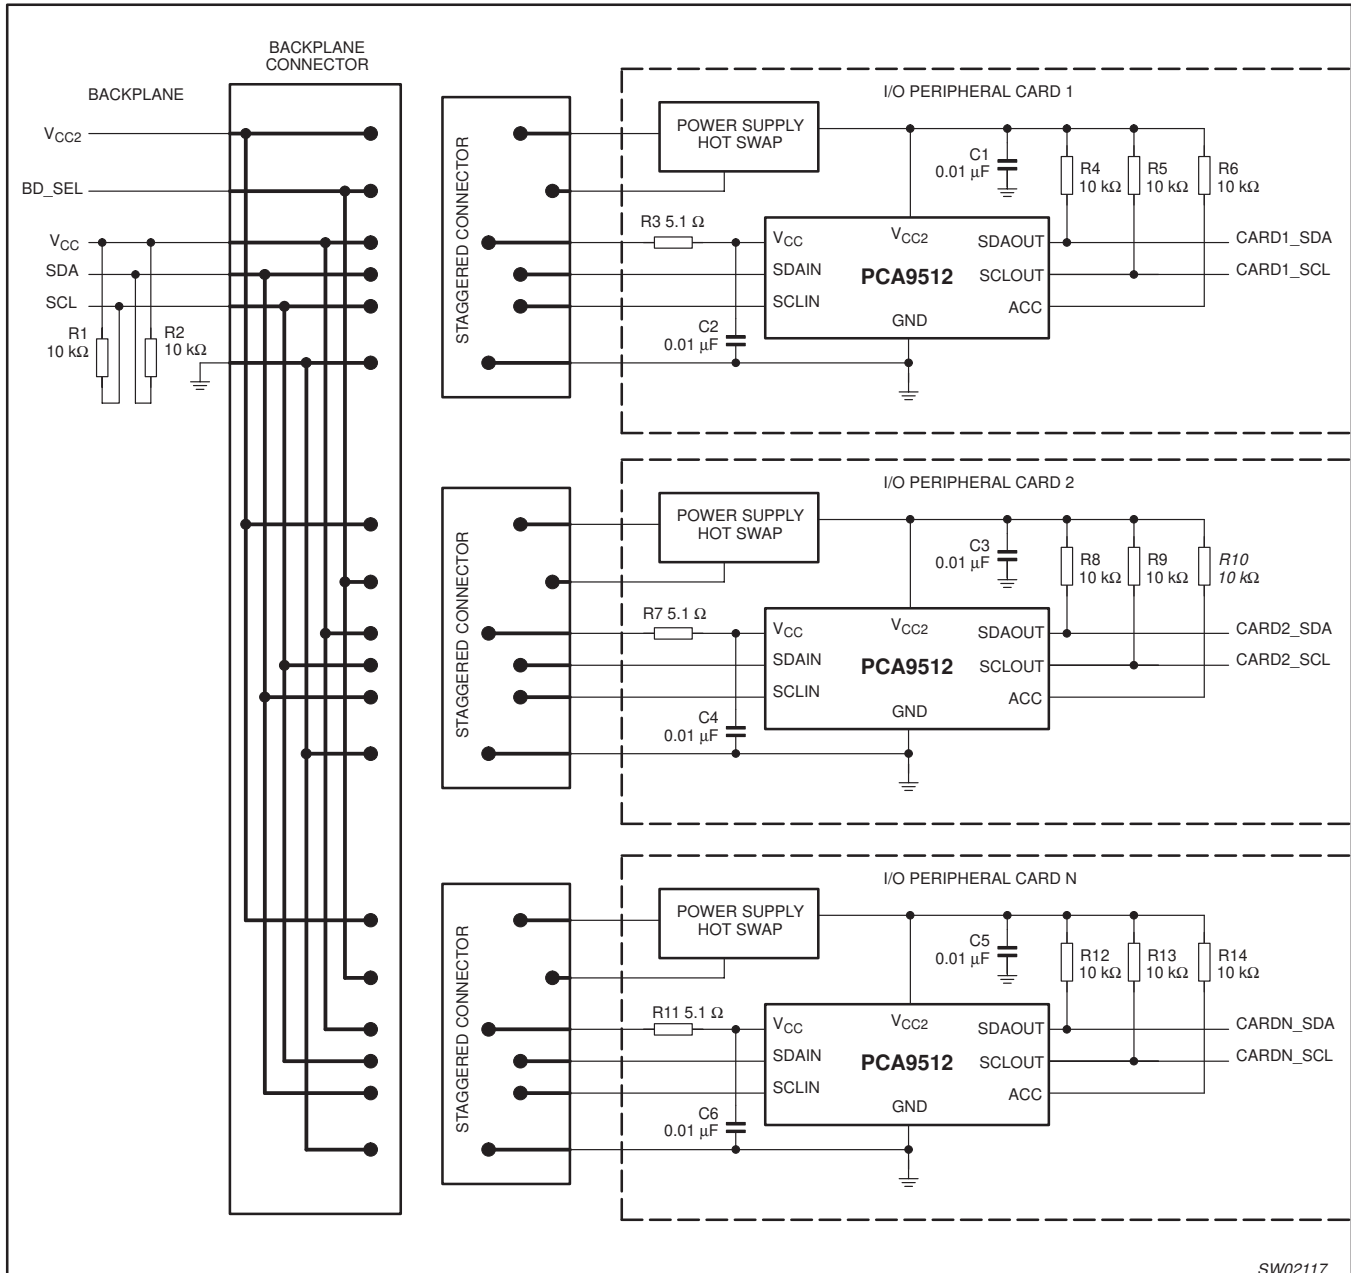 BACKPLANE
CONNECTOR
BACKPLANE
VCC2
BD_SEL
VCC
SDA
SCL
R1
10 kΩ
R2
10 kΩ
STAGGERED CONNECTOR
I/O PERIPHERAL CARD 1
POWER SUPPLY
HOT SWAP
C1
0.01 µF
R4
10 kΩ
R5
10 kΩ
R6
10 kΩ
R3 5.1 Ω
VCC
VCC2
SDAOUT
CARD1_SDA
SDAIN
PCA9512
SCLOUT
CARD1_SCL
SCLIN
ACC
GND
C2
0.01 µF
STAGGERED CONNECTOR
I/O PERIPHERAL CARD 2
POWER SUPPLY
HOT SWAP
C3
0.01 µF
R8
10 kΩ
R9
10 kΩ
R10
10 kΩ
R7 5.1 Ω
VCC
VCC2
SDAOUT
CARD2_SDA
SDAIN
PCA9512
SCLOUT
CARD2_SCL
SCLIN
ACC
GND
C4
0.01 µF
STAGGERED CONNECTOR
I/O PERIPHERAL CARD N
POWER SUPPLY
HOT SWAP
C5
0.01 µF
R12
10 kΩ
R13
10 kΩ
R14
10 kΩ
R11 5.1 Ω
VCC
VCC2
SDAOUT
CARDN_SDA
SDAIN
PCA9512
SCLOUT
CARDN_SCL
SCLIN
ACC
GND
C6
0.01 µF
SW02117